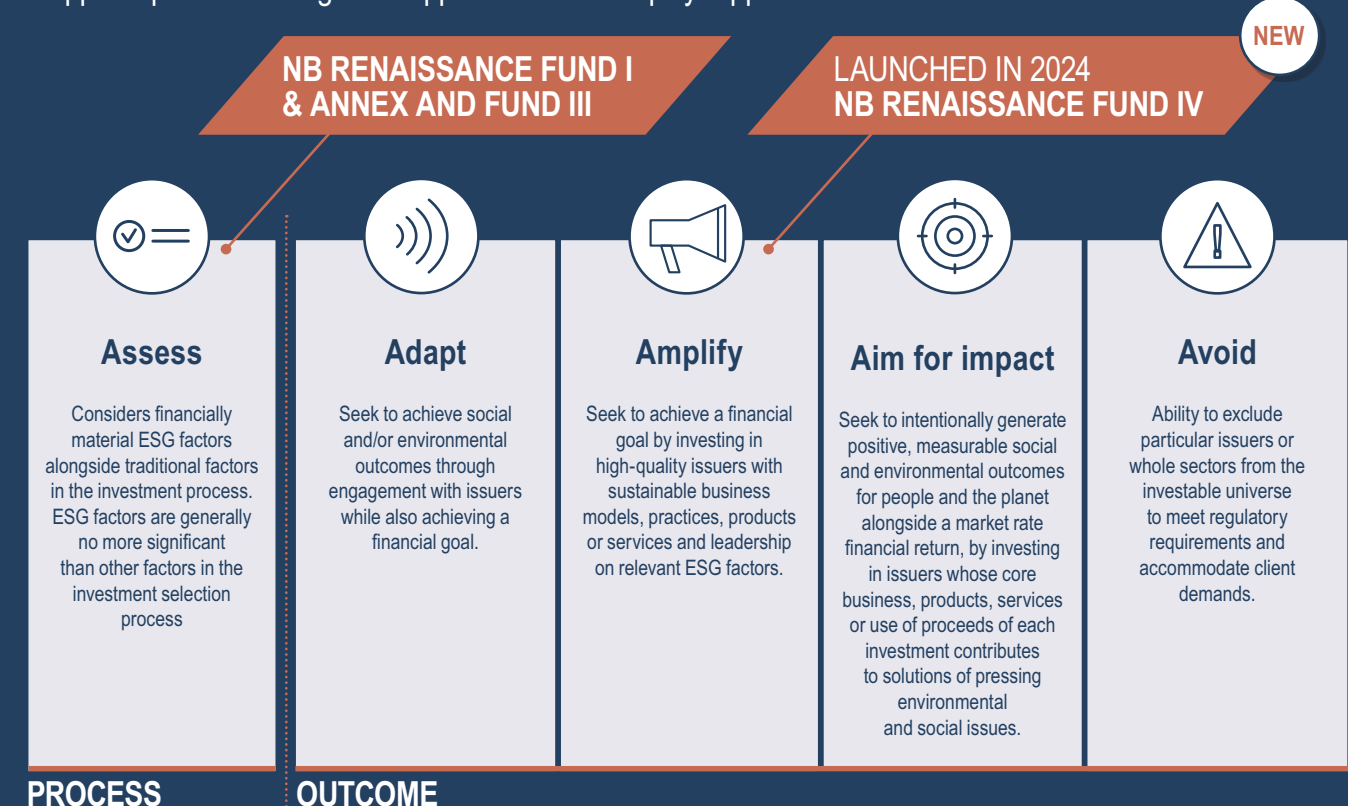 NEW
NB RENAISSANCE FUND I
& ANNEX AND FUND III
LAUNCHED IN 2024
NB RENAISSANCE FUND IV
Assess
Considers financially
material ESG factors
alongside traditional factors
in the investment process.
ESG factors are generally
no more significant
than other factors in the
investment selection
process
Adapt
Seek to achieve social
and/or environmental
outcomes through
engagement with issuers
while also achieving a
financial goal.
Amplify
Seek to achieve a financial
goal by investing in
high-quality issuers with
sustainable business
models, practices, products
or services and leadership
on relevant ESG factors.
Aim for impact
Seek to intentionally generate
positive, measurable social
and environmental outcomes
for people and the planet
alongside a market rate
financial return, by investing
in issuers whose core
business, products, services
or use of proceeds of each
investment contributes
to solutions of pressing
environmental
and social issues.
Avoid
Ability to exclude
particular issuers or
whole sectors from the
investable universe
to meet regulatory
requirements and
accommodate client
demands.
PROCESS
OUTCOME